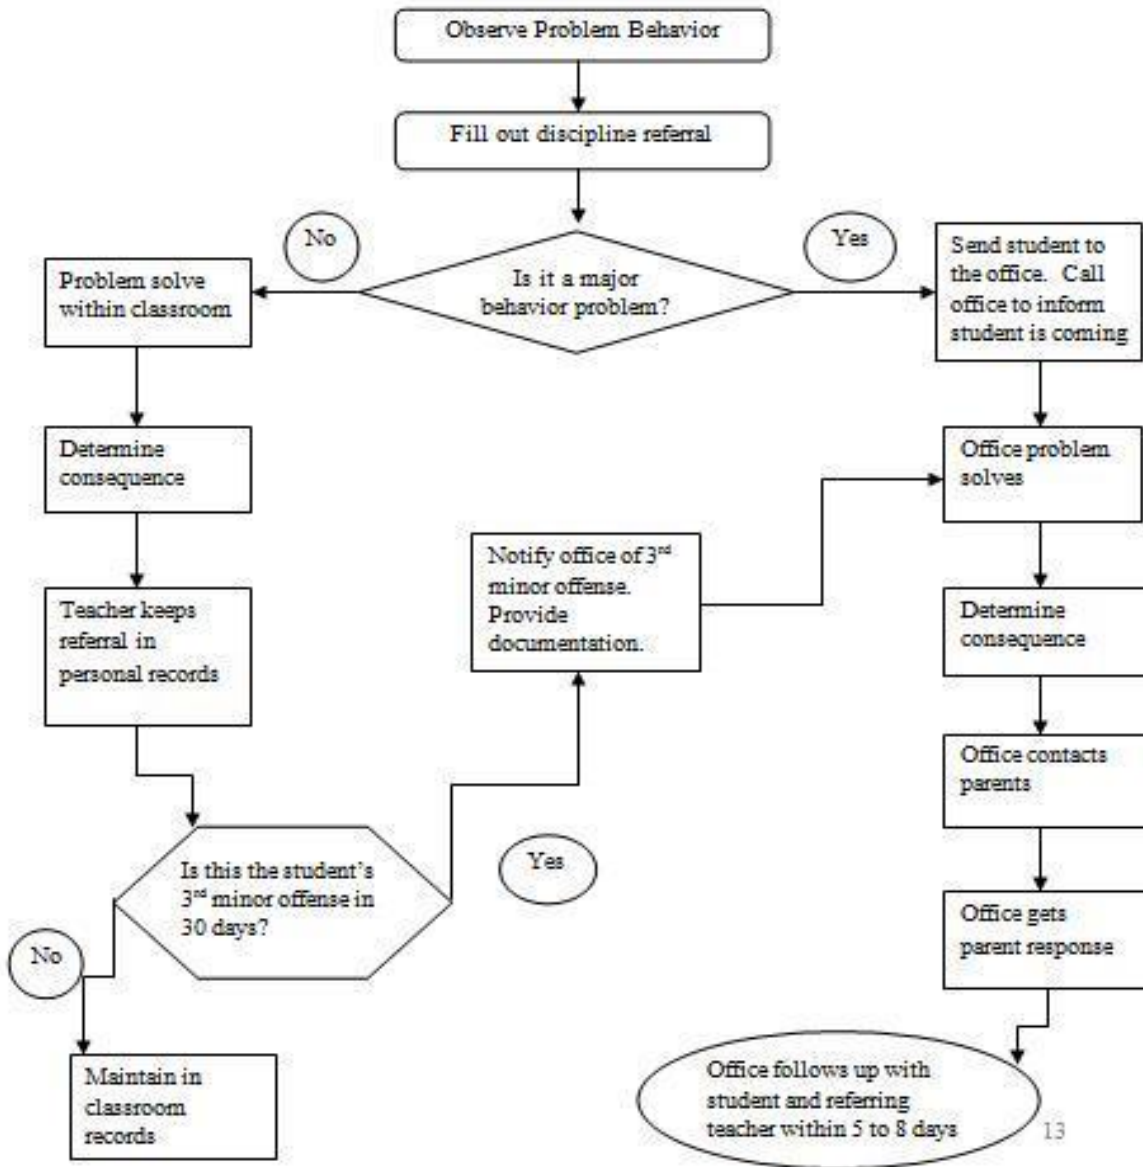 Observe Problem Behavior
Fill out discipline referral
No
Yes
Is it a major
behavior problem?
Problem solve
within classroom
Send student to
the office. Call
office to inform
student is coming
Determine
consequence
Office problem
solves
Notify office of 3rd
minor offense.
Provide
documentation.
Teacher keeps
referral in
personal records
Determine
consequence
Office contacts
parents
Is this the student's
3rd minor offense in
30 days?
Yes
No
Office gets
parent response
Maintain in
classroom
records
Office follows up with
student and referring
teacher within 5 to 8 days
13